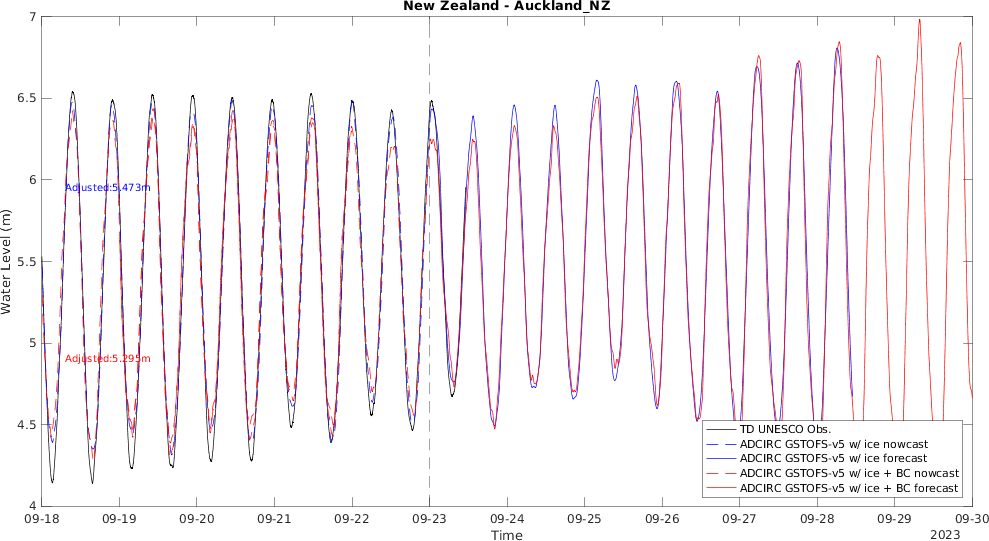 New Zealand - Auckland_NZ
Water Level (m)
7
6.5
6
5.5
5
4.5
4
Adjusted:5.473m
Adjusted:5.295m
TD UNESCO Obs.
ADCIRC GSTOFS-v5 w/ ice nowcast
ADCIRC GSTOFS-v5 w/ ice forecast
ADCIRC GSTOFS-v5 w/ ice + BC nowcast
ADCIRC GSTOFS-v5 w/ ice + BC forecast
09-18 09-19 09-20 09-21 09-22 09-23 09-24 09-25 09-26 09-27 09-28 09-29 09-30
Time
2023